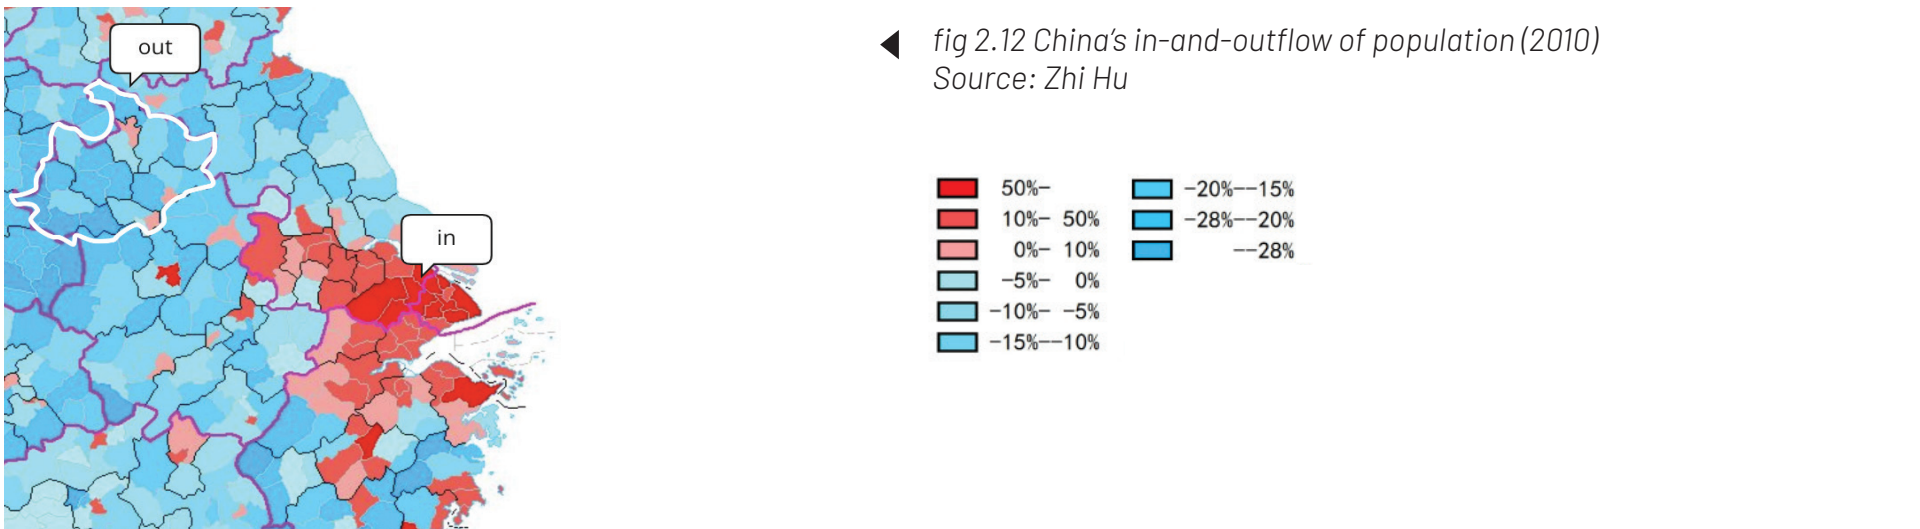 out
in
fig 2.12 China's in-and-outflow of population (2010)
Source: Zhi Hu
50%−
10%− 50%
0%− 10%
−5%− 0%
−10%− −5%
−15%−−10%
−20%−−15%
−28%−−20%
−−28%